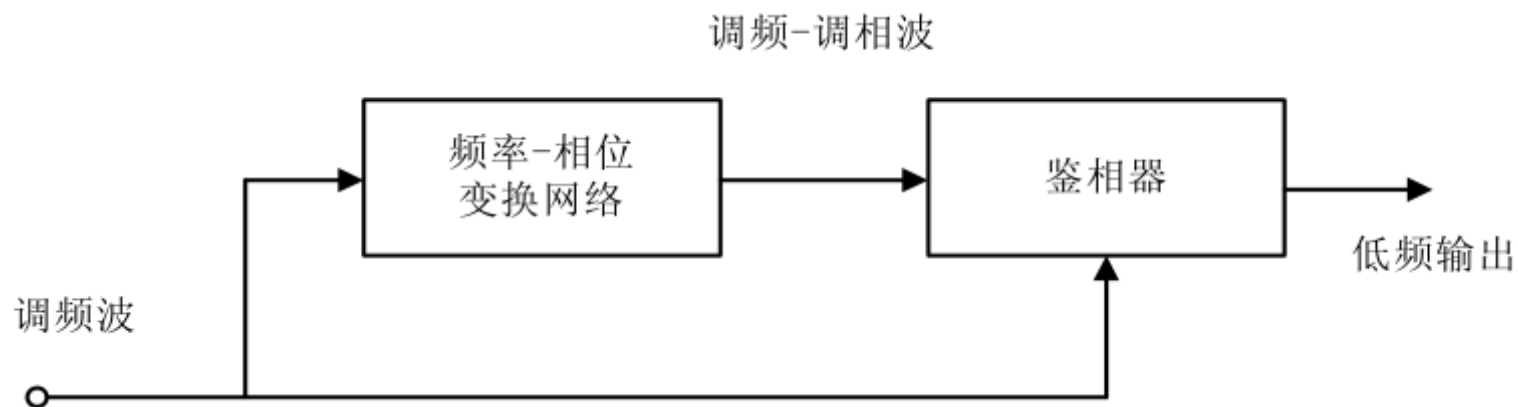 调频-调相波
频率-相位
变换网络
鉴相器
低频输出
调频波